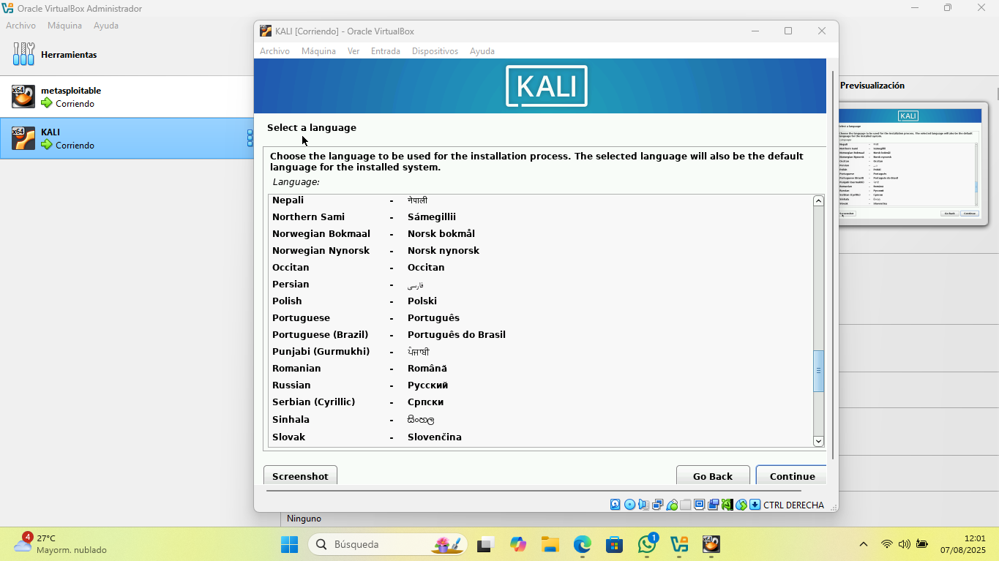 Oracle VirtualBox Administrador
Archivo Máquina Ayuda
Herramientas
x64
metasploitable
Corriendo
x64
KALI
Corriendo
KALI [Corriendo] - Oracle VirtualBox
Archivo Máquina Ver Entrada Dispositivos Ayuda
KALI
Select a language
Choose the language to be used for the installation process. The selected language will also be the default
language for the installed system.
Language:
Nepali - नेपाली
Northern Sami - Sámegillii
Norwegian Bokmaal - Norsk bokmål
Norwegian Nynorsk - Norsk nynorsk
Occitan - Occitan
Persian - فارسی
Polish - Polski
Portuguese - Português
Portuguese (Brazil) - Português do Brasil
Punjabi (Gurmukhi) - ਪੰਜਾਬੀ
Romanian - Română
Russian - Русский
Serbian (Cyrillic) - Српски
Sinhala - සිංහල
Slovak - Slovenčina
Screenshot Go Back Continue
CTRL DERECHA
Previsualización
KALI
Ninguno
4
27°C
Mayorm. nublado
Búsqueda
1
12:01
07/08/2025